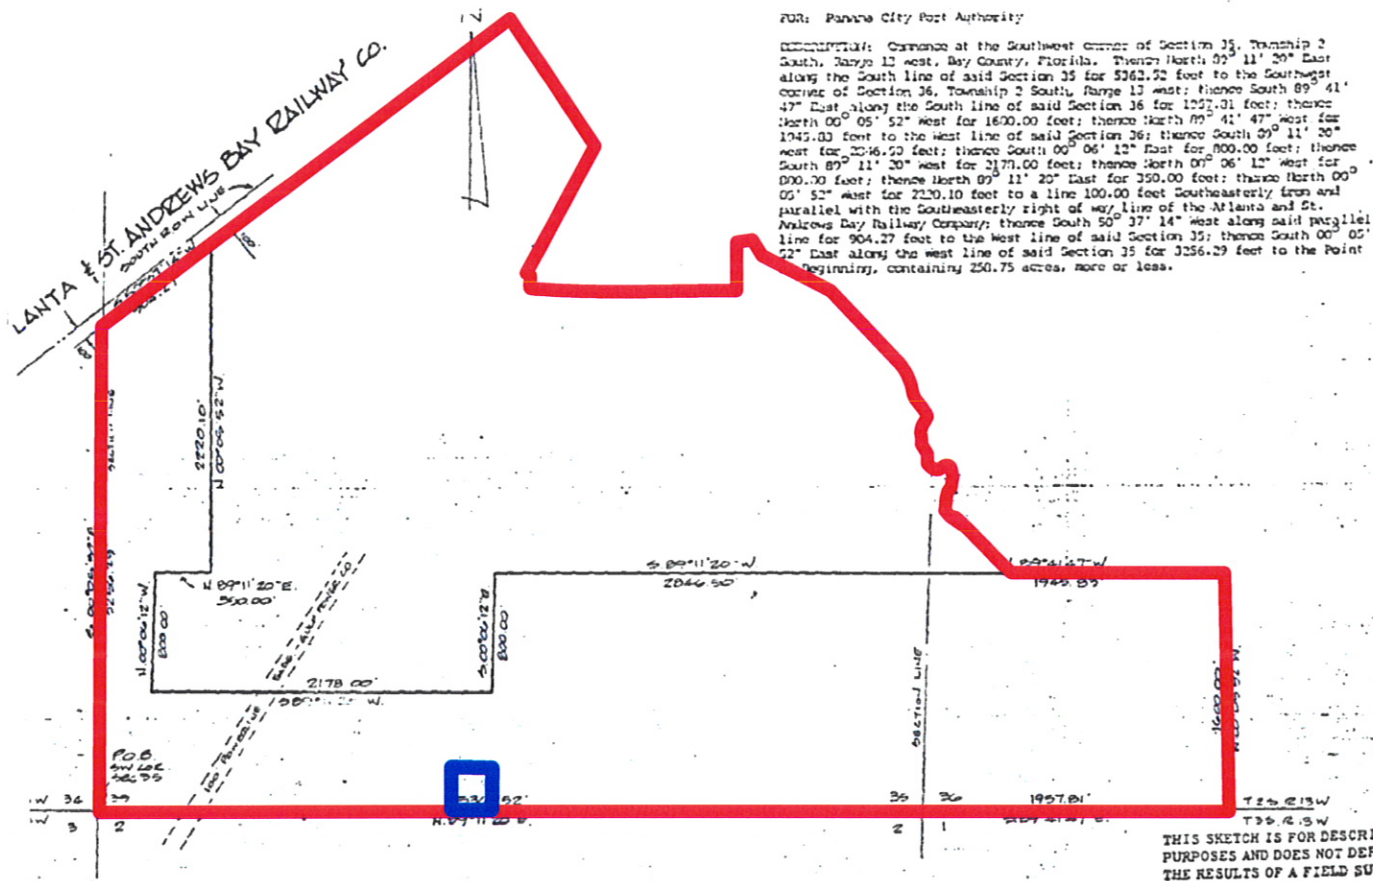 FOR: Panama City Port Authority
DESCRIPTION: Commence at the Southwest corner of Section 35, Township 2
South, Range 13 west, Bay County, Florida. Thence North 89° 11' 20" East
along the South line of said Section 35 for 5362.52 feet to the Southwest
corner of Section 36, Township 2 South, Range 13 west; thence South 89° 41'
47" East along the South line of said Section 36 for feet; thence
North 00° 05' 52" West for 1600.00 feet; thence North 89° 41' 47" West for
1945.83 feet to the West line of said Section 36; thence South 89° 11' 20"
west for feet; thence South 00° 06' 12" East for 800.00 feet; thence
South 89° 11' 20" West for 2178.00 feet; thence North 00° 06' 12" West for
800.00 feet; thence North 89° 11' 20" East for 350.00 feet; thence North 00°
05' 52" West for 2220.10 feet to a line 100.00 feet Southeasterly from and
parallel with the Southeasterly right of way line of the Atlanta and St.
Andrews Bay Railway Company; thence South 50° 37' 14" West along said parallel
line for 904.27 feet to the West line of said Section 35; thence South 00° 05'
52" East along the West line of said Section 35 for 3256.29 feet to the Point
Beginning, containing 250.75 acres, more or less.
LANTA & ST. ANDREWS BAY RAILWAY CO.
SOUTH ROW LINE
SECTION LINE
2220.10'
N 00°05'52" W
N 89°11'20" E.
350.00'
N.00°06'12"W.
800.00'
S.00°06'12"E
800.00'
S 89°11'20" W
2846.50'
1945.83'
2178.00'
100' POWERLINE
SECTION LINE
1600.00'
P.O.B.
SW COR
SEC 35
34
35
36
1957.81'
T2S, R13W
3
2
2
1
T3S, R13W
THIS SKETCH IS FOR DESCRI
PURPOSES AND DOES NOT DEP
THE RESULTS OF A FIELD SU